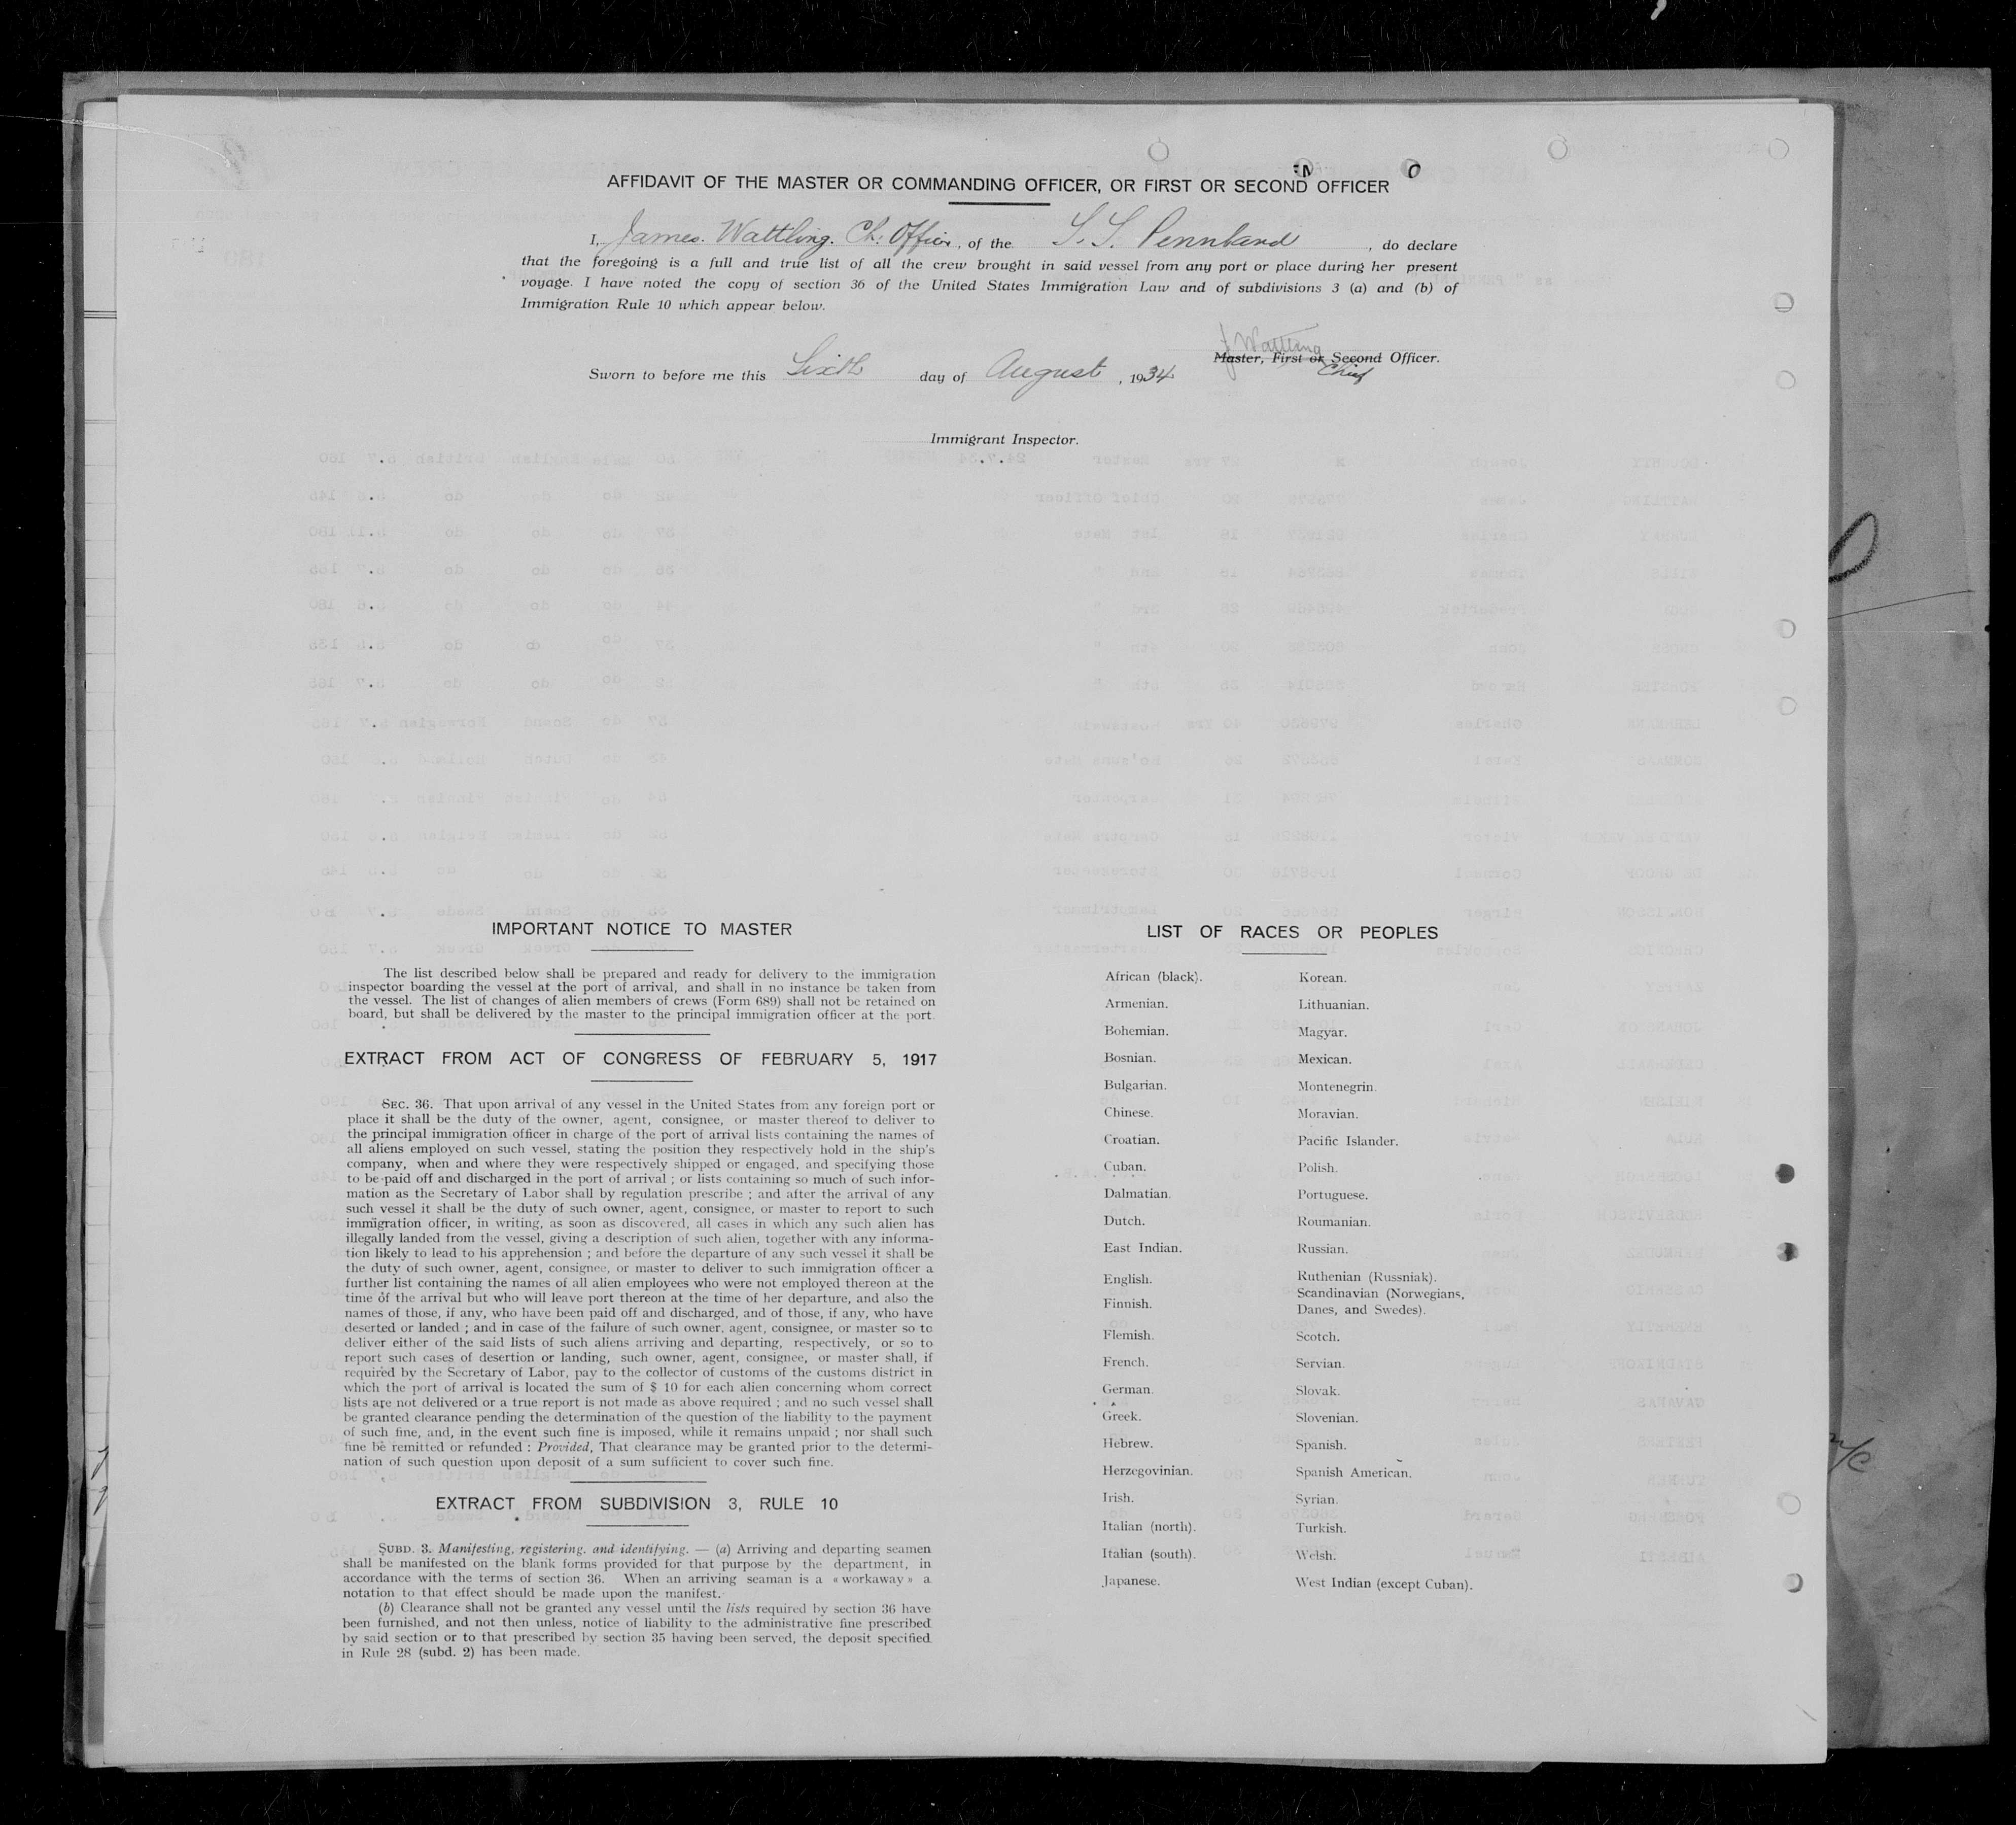 AFFIDAVIT OF THE MASTER OR COMMANDING OFFICER, OR FIRST OR SECOND OFFICER
I, James. Wattling. Ch. Officer, of the S. S. Pennland, do declare
that the foregoing is a full and true list of all the crew brought in said vessel from any port or place during her present
voyage. I have noted the copy of section 36 of the United States Immigration Law and of subdivisions 3 (a) and (b) of
Immigration Rule 10 which appear below.
J Wattling
Master, First or Second Officer.
Chief
Sworn to before me this Sixth day of August, 1934
Immigrant Inspector.
IMPORTANT NOTICE TO MASTER
The list described below shall be prepared and ready for delivery to the immigration
inspector boarding the vessel at the port of arrival, and shall in no instance be taken from
the vessel. The list of changes of alien members of crews (Form 689) shall not be retained on
board, but shall be delivered by the master to the principal immigration officer at the port.
EXTRACT FROM ACT OF CONGRESS OF FEBRUARY 5, 1917
SEC. 36. That upon arrival of any vessel in the United States from any foreign port or
place it shall be the duty of the owner, agent, consignee, or master thereof to deliver to
the principal immigration officer in charge of the port of arrival lists containing the names of
all aliens employed on such vessel, stating the position they respectively hold in the ship's
company, when and where they were respectively shipped or engaged, and specifying those
to be paid off and discharged in the port of arrival ; or lists containing so much of such infor-
mation as the Secretary of Labor shall by regulation prescribe ; and after the arrival of any
such vessel it shall be the duty of such owner, agent, consignee, or master to report to such
immigration officer, in writing, as soon as discovered, all cases in which any such alien has
illegally landed from the vessel, giving a description of such alien, together with any informa-
tion likely to lead to his apprehension ; and before the departure of any such vessel it shall be
the duty of such owner, agent, consignee, or master to deliver to such immigration officer a
further list containing the names of all alien employees who were not employed thereon at the
time of the arrival but who will leave port thereon at the time of her departure, and also the
names of those, if any, who have been paid off and discharged, and of those, if any, who have
deserted or landed ; and in case of the failure of such owner, agent, consignee, or master so to
deliver either of the said lists of such aliens arriving and departing, respectively, or so to
report such cases of desertion or landing, such owner, agent, consignee, or master shall, if
required by the Secretary of Labor, pay to the collector of customs of the customs district in
which the port of arrival is located the sum of $ 10 for each alien concerning whom correct
lists are not delivered or a true report is not made as above required ; and no such vessel shall
be granted clearance pending the determination of the question of the liability to the payment
of such fine, and, in the event such fine is imposed, while it remains unpaid ; nor shall such
fine be remitted or refunded : Provided, That clearance may be granted prior to the determi-
nation of such question upon deposit of a sum sufficient to cover such fine.
EXTRACT FROM SUBDIVISION 3, RULE 10
SUBD. 3. Manifesting, registering, and identifying. — (a) Arriving and departing seamen
shall be manifested on the blank forms provided for that purpose by the department, in
accordance with the terms of section 36. When an arriving seaman is a « workaway » a
notation to that effect should be made upon the manifest.
(b) Clearance shall not be granted any vessel until the lists required by section 36 have
been furnished, and not then unless, notice of liability to the administrative fine prescribed
by said section or to that prescribed by section 35 having been served, the deposit specified
in Rule 28 (subd. 2) has been made.
LIST OF RACES OR PEOPLES
African (black).
Armenian.
Bohemian.
Bosnian.
Bulgarian.
Chinese.
Croatian.
Cuban.
Dalmatian.
Dutch.
East Indian.
English.
Finnish.
Flemish.
French.
German.
Greek.
Hebrew.
Herzegovinian.
Irish.
Italian (north).
Italian (south).
Japanese.
Korean.
Lithuanian.
Magyar.
Mexican.
Montenegrin.
Moravian.
Pacific Islander.
Polish.
Portuguese.
Roumanian.
Russian.
Ruthenian (Russniak).
Scandinavian (Norwegians,
Danes, and Swedes).
Scotch.
Servian.
Slovak.
Slovenian.
Spanish.
Spanish American.
Syrian.
Turkish.
Welsh.
West Indian (except Cuban).